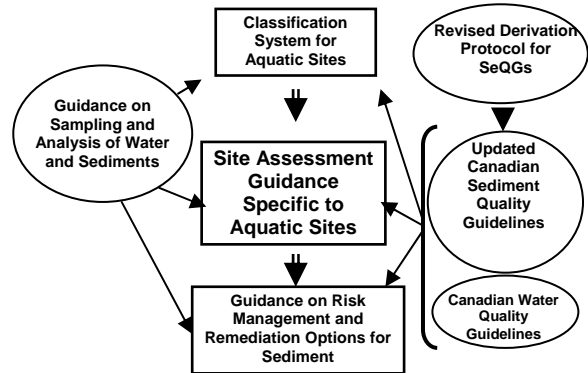 Classification
System for
Aquatic Sites
Revised Derivation
Protocol for
SeQGs
Guidance on
Sampling and
Analysis of Water
and Sediments
Site Assessment
Guidance
Specific to
Aquatic Sites
Updated
Canadian
Sediment
Quality
Guidelines
Guidance on Risk
Management and
Remediation Options for
Sediment
Canadian Water
Quality
Guidelines